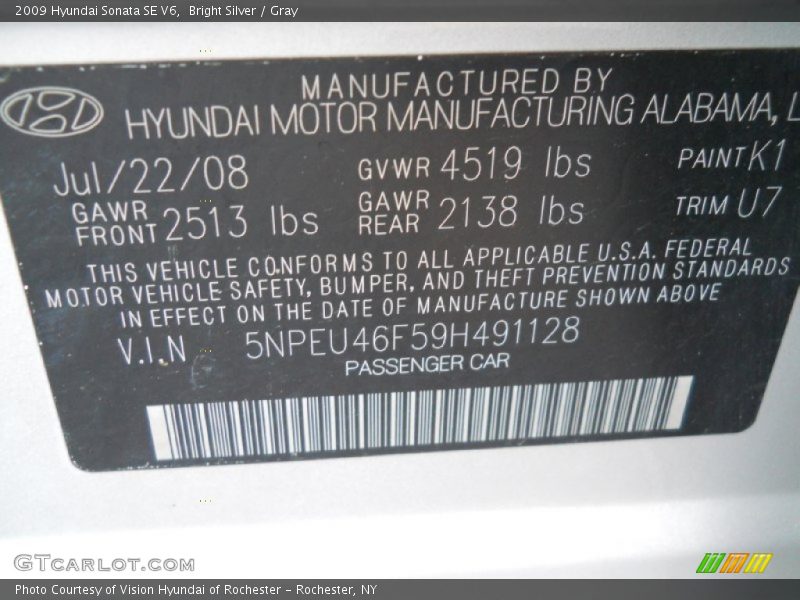 2009 Hyundai Sonata SE V6, Bright Silver / Gray
MANUFACTURED BY
HYUNDAI MOTOR MANUFACTURING ALABAMA, L
Jul/22/08 GVWR 4519 lbs PAINT K1
GAWR FRONT 2513 lbs GAWR REAR 2138 lbs TRIM U7
THIS VEHICLE CONFORMS TO ALL APPLICABLE U.S.A. FEDERAL
MOTOR VEHICLE SAFETY, BUMPER, AND THEFT PREVENTION STANDARDS
IN EFFECT ON THE DATE OF MANUFACTURE SHOWN ABOVE
V.I.N 5NPEU46F59H491128
PASSENGER CAR
GTCARLOT.COM
Photo Courtesy of Vision Hyundai of Rochester - Rochester, NY